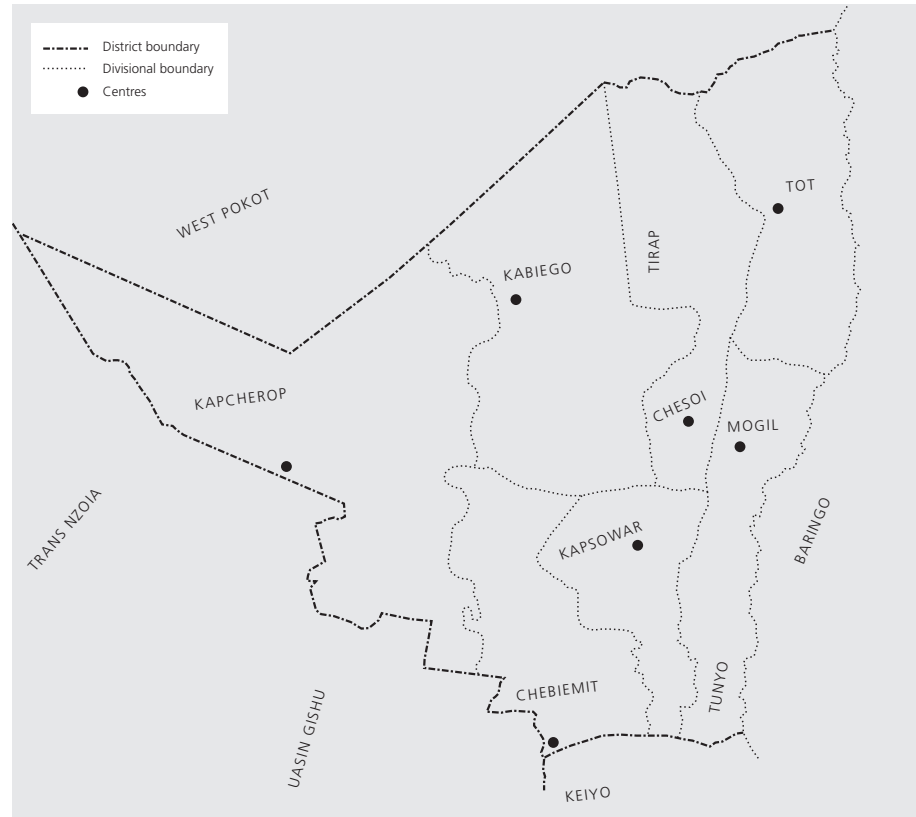 District boundary
Divisional boundary
Centres
WEST POKOT
TOT
TIRAP
KABIEGO
KAPCHEROP
CHESOI
MOGIL
TRANS NZOIA
BARINGO
KAPSOWAR
CHEBIEMIT
TUNYO
UASIN GISHU
KEIYO